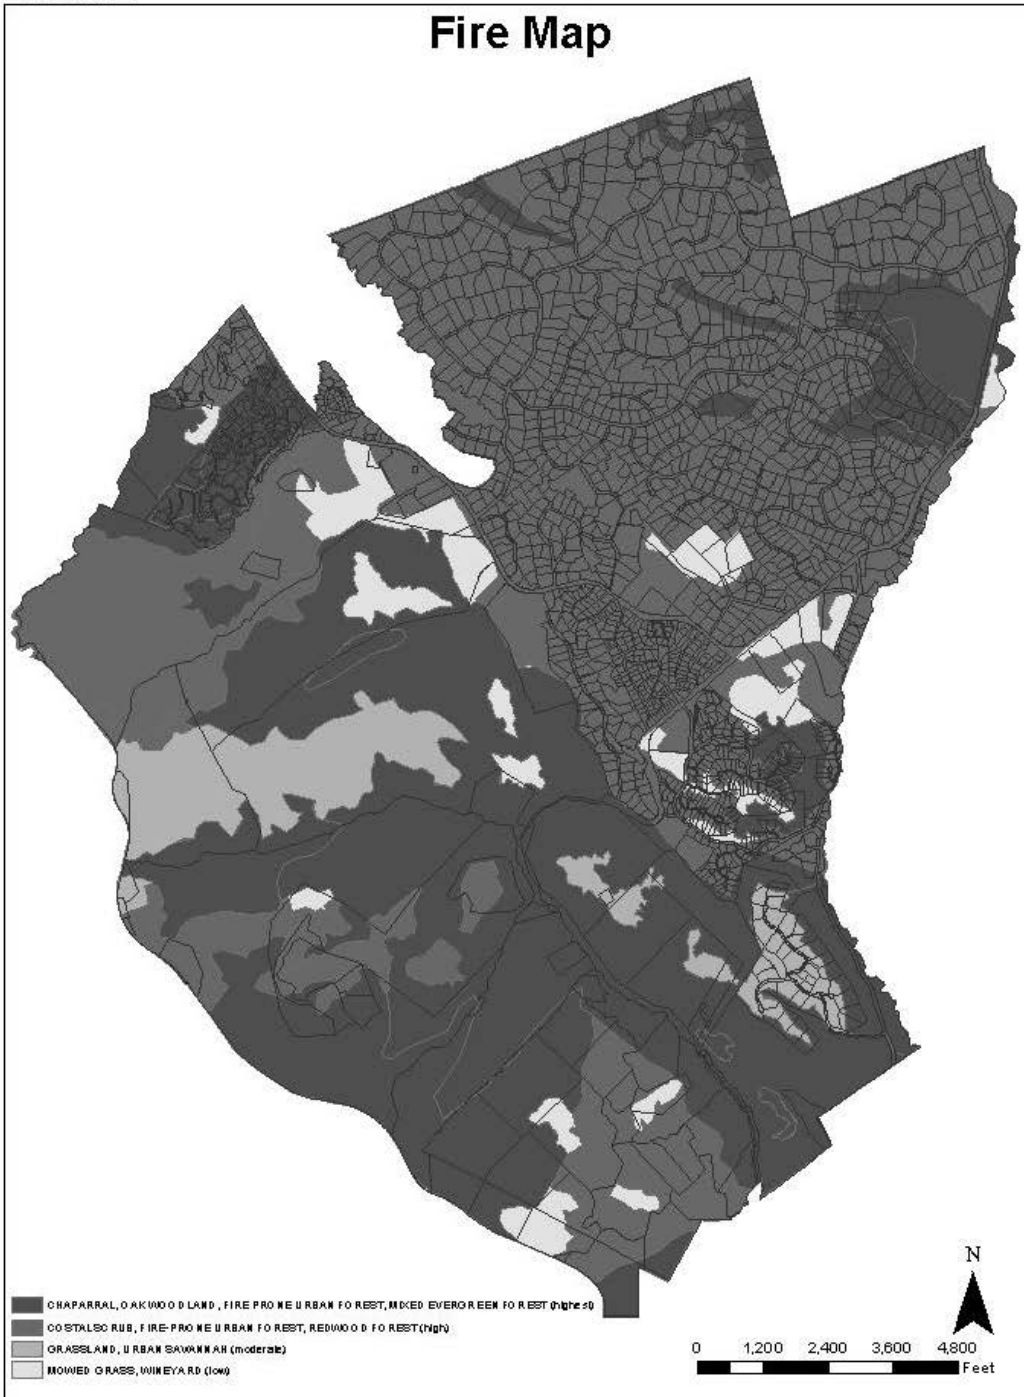 Fire Map
CHAPARRAL, OAK WOODLAND, FIRE PRONE URBAN FOREST, MIXED EVERGREEN FOREST (highest)
COSTAL SCRUB, FIRE-PRONE URBAN FOREST, REDWOOD FOREST (high)
GRASSLAND, URBAN SAVANNAH (moderate)
MOWED GRASS, WINEYARD (low)
N
0 1,200 2,400 3,600 4,800
Feet